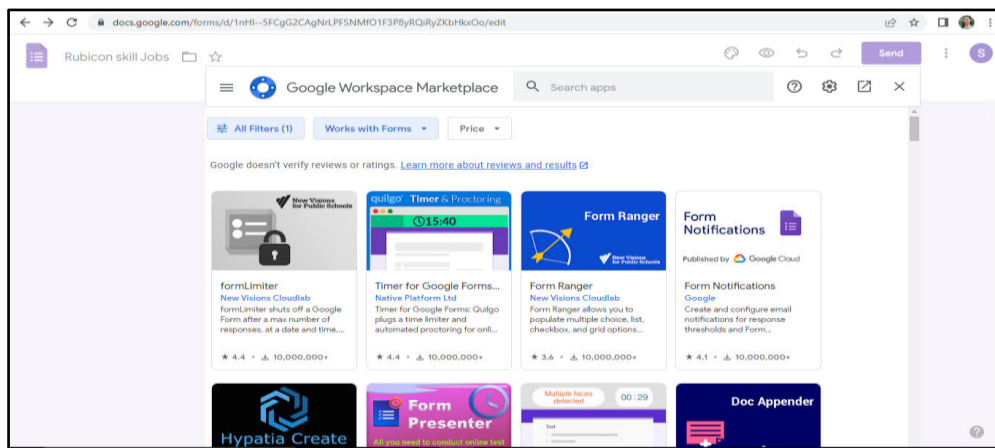 docs.google.com/forms/d/1nHI--5FCgG2CAgNrLPFSNMfO1F3P8yRQiRyZKbHkxOo/edit
Rubicon skill Jobs
Send
S
Google Workspace Marketplace
Search apps
All Filters (1)
Works with Forms
Price
Google doesn't verify reviews or ratings. Learn more about reviews and results
New Visions
for Public Schools
formLimiter
New Visions Cloudlab
formLimiter shuts off a Google
Form after a max number of
responses, at a date and time,...
4.4 • 10,000,000+
quilgo Timer & Proctoring
15:40
Timer for Google Forms...
Native Platform Ltd
Timer for Google Forms: Quilgo
plugs a time limiter and
automated proctoring for onli...
4.4 • 10,000,000+
Form Ranger
New Visions
for Public Schools
Form Ranger
New Visions Cloudlab
Form Ranger allows you to
populate multiple choice, list,
checkbox, and grid options...
3.6 • 10,000,000+
Form
Notifications
Published by Google Cloud
Form Notifications
Google
Create and configure email
notifications for response
thresholds and Form...
4.1 • 10,000,000+
Hypatia Create
Form
Presenter
All you need to conduct online test
Multiple faces
detected
00 : 29
Test
Doc Appender